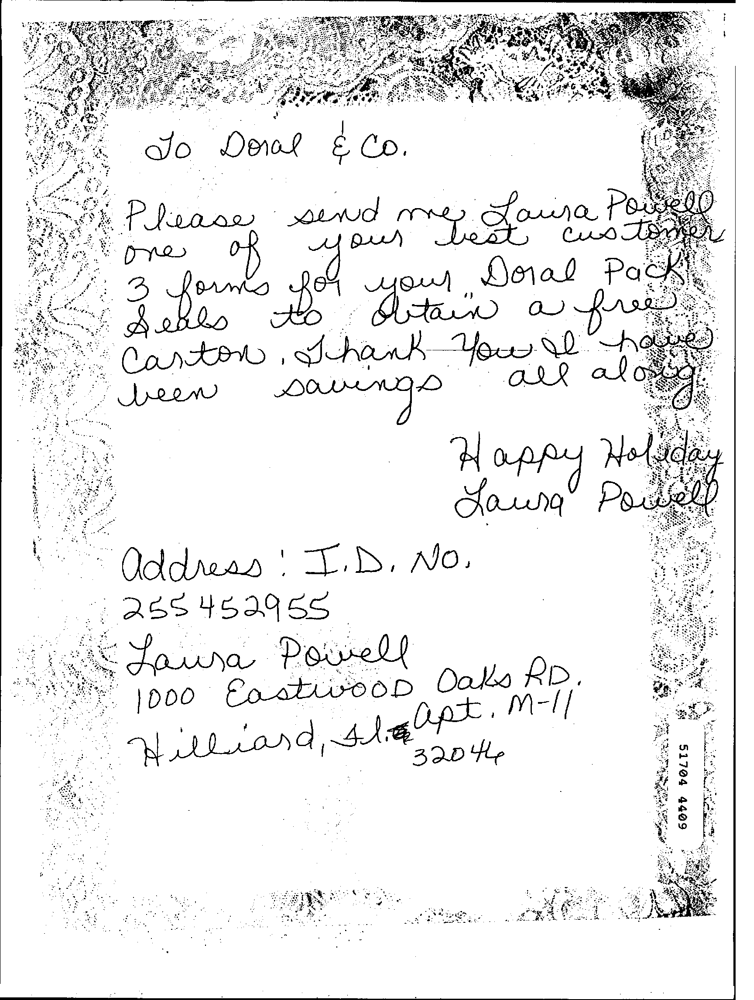 To Doral & Co.
Please send me Laura Powell
one of your best customers
3 forms for your Doral Pack
Seals to obtain a free
Carton. Thank You I have
been savings all along
Happy Holiday
Laura Powell
Address: I.D. No.
255452955
Laura Powell
1000 Eastwood Oaks RD.
Hilliard, Fl. Apt. M-11
32046
51704 4409